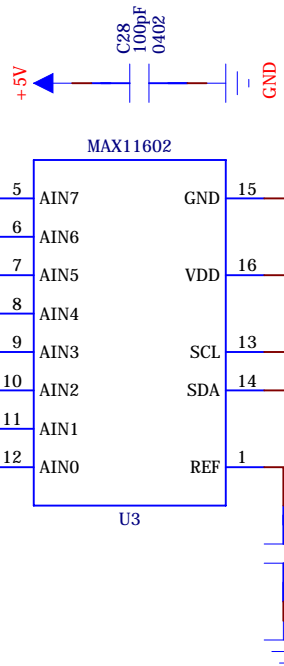 C28
100pF
0402
+5V
GND
MAX11602
5 AIN7 GND 15
6 AIN6
7 AIN5 VDD 16
8 AIN4
9 AIN3 SCL 13
10 AIN2 SDA 14
11 AIN1
12 AIN0 REF 1
U3